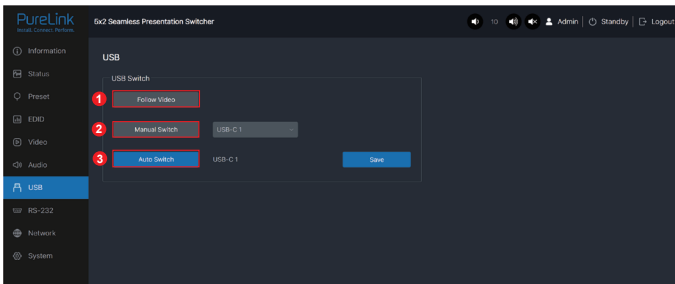 PureLink
Install. Connect. Perform.
6x2 Seamless Presentation Switcher
10
Admin
Standby
Logout
Information
Status
Preset
EDID
Video
Audio
USB
RS-232
Network
System
USB
USB Switch
1 Follow Video
2 Manual Switch USB-C 1
3 Auto Switch USB-C 1 Save